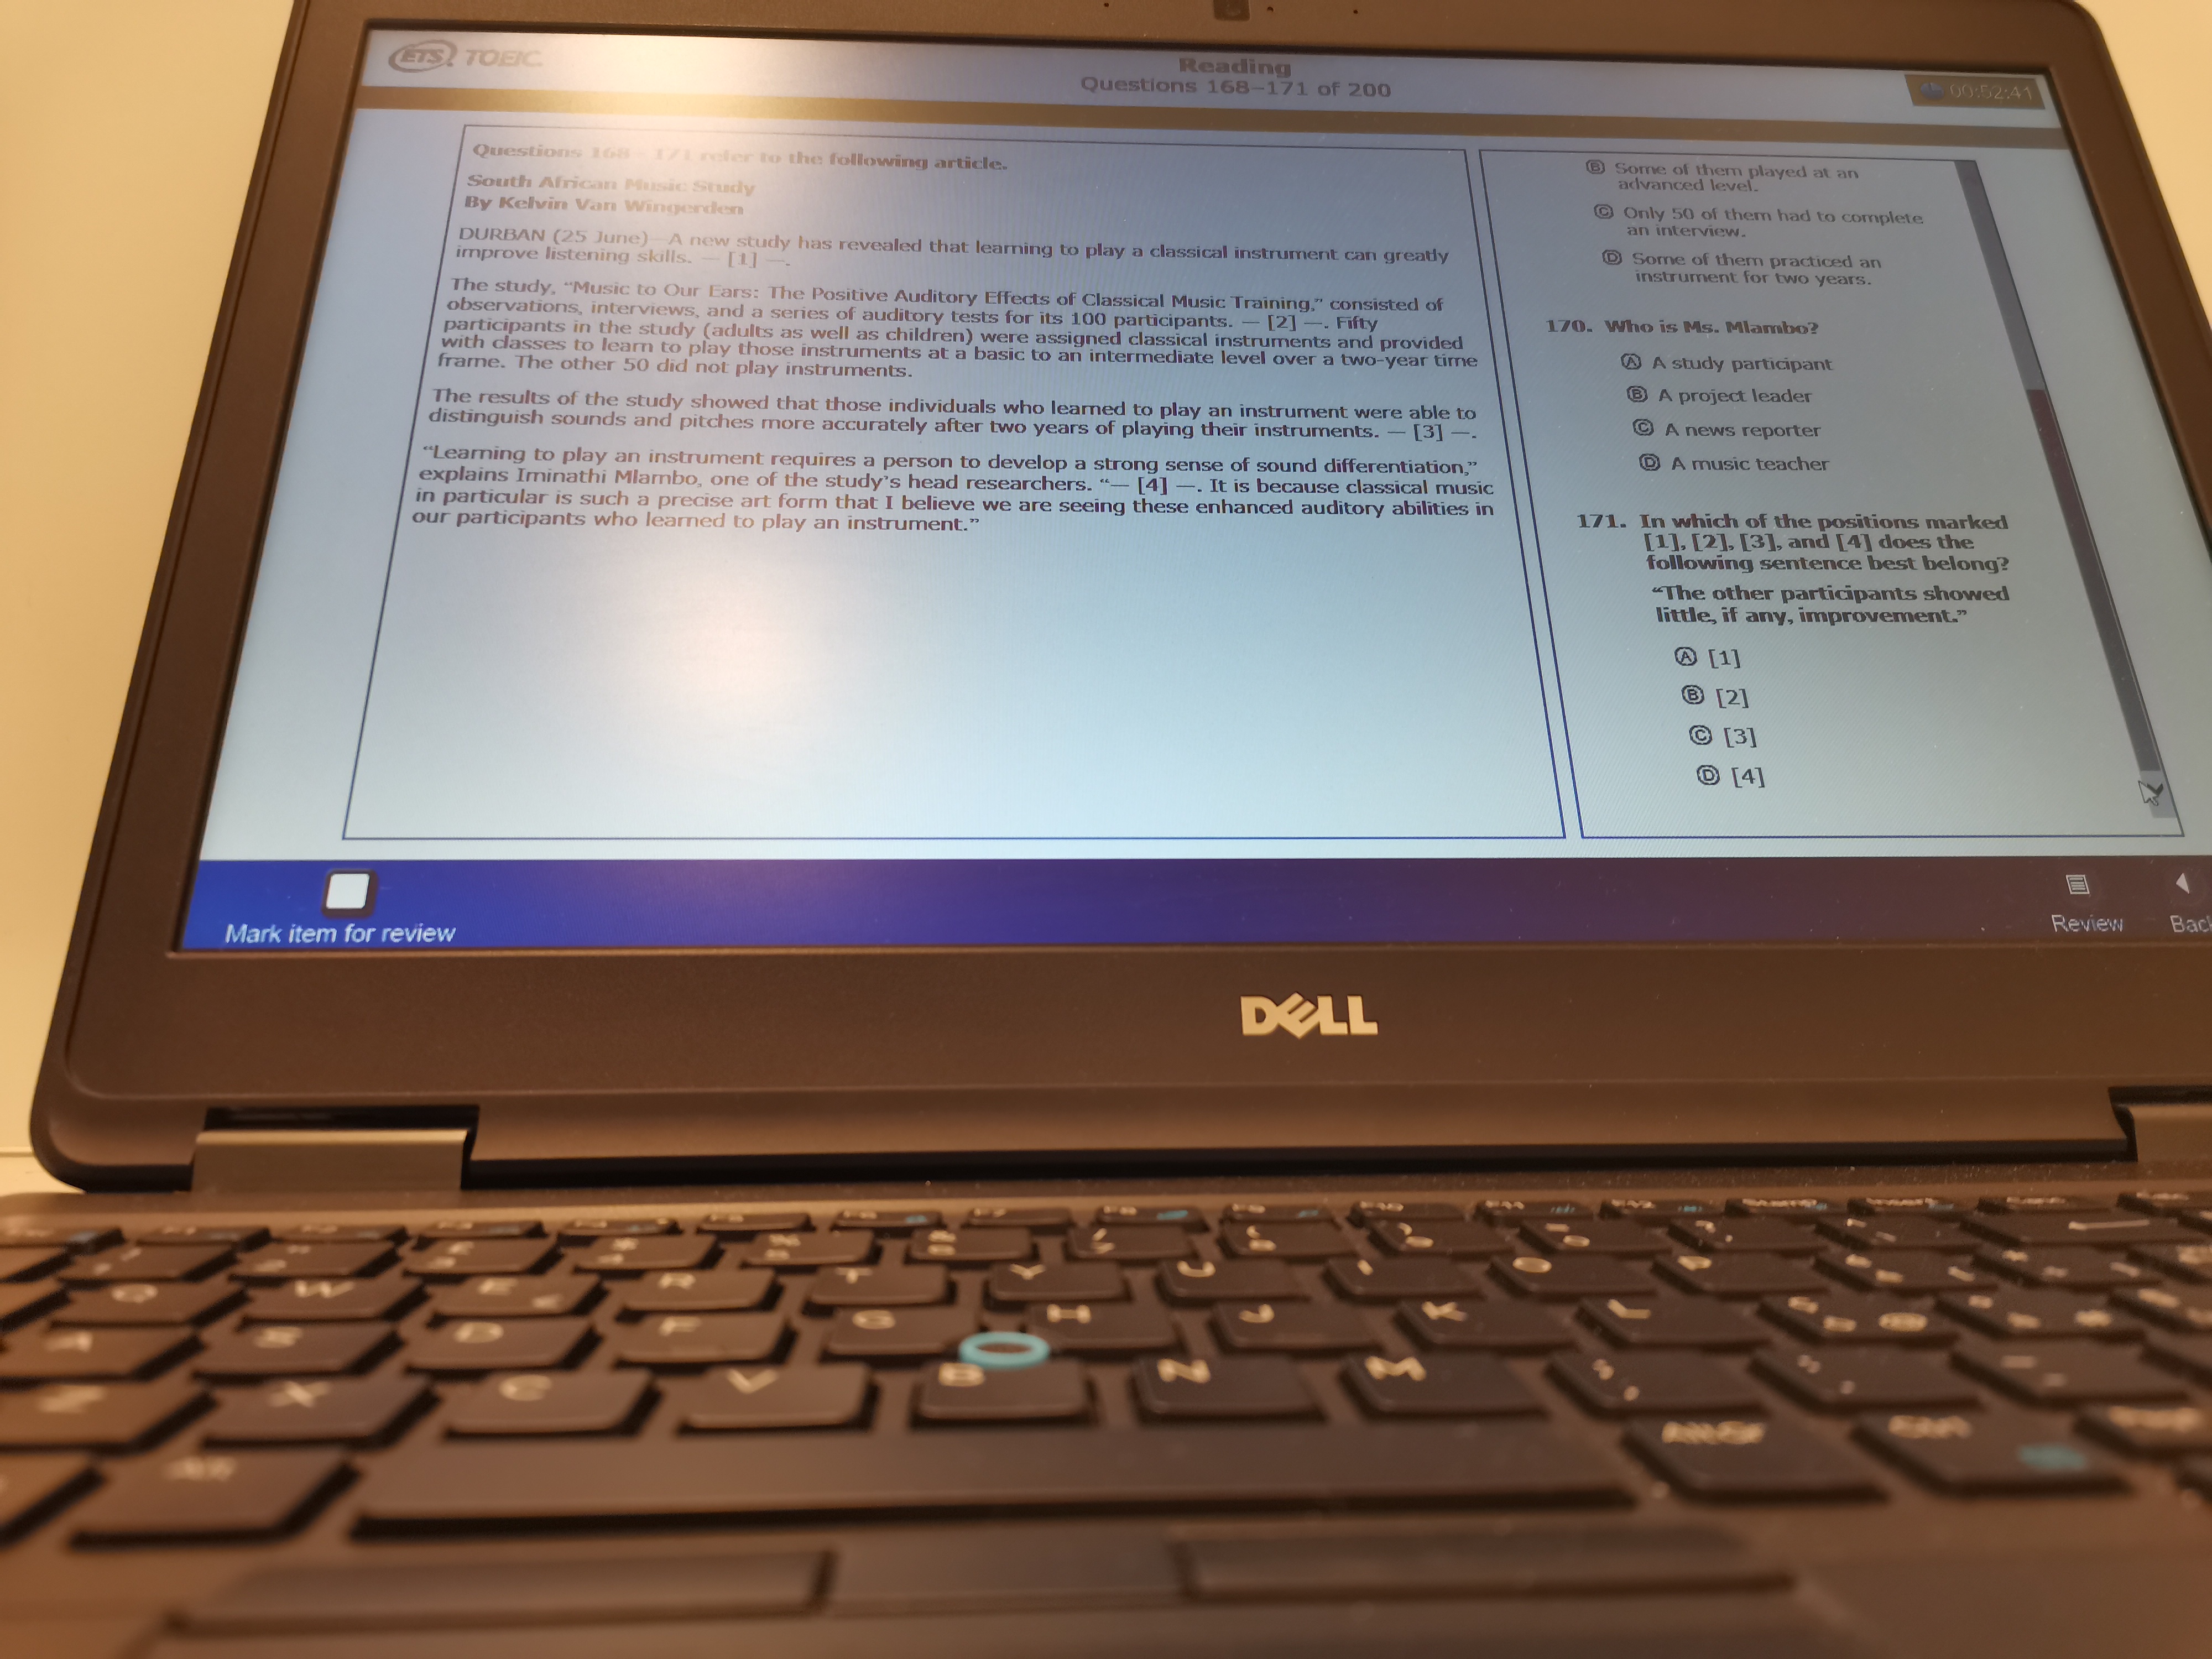 ETS TOEIC
Reading
Questions 168–171 of 200
00:52:41
Questions 168 - 171 refer to the following article.
South African Music Study
By Kelvin Van Wingerden
DURBAN (25 June)—A new study has revealed that learning to play a classical instrument can greatly
improve listening skills. — [1] —.
The study, “Music to Our Ears: The Positive Auditory Effects of Classical Music Training,” consisted of
observations, interviews, and a series of auditory tests for its 100 participants. — [2] —. Fifty
participants in the study (adults as well as children) were assigned classical instruments and provided
with classes to learn to play those instruments at a basic to an intermediate level over a two-year time
frame. The other 50 did not play instruments.
The results of the study showed that those individuals who learned to play an instrument were able to
distinguish sounds and pitches more accurately after two years of playing their instruments. — [3] —.
“Learning to play an instrument requires a person to develop a strong sense of sound differentiation,”
explains Iminathi Mlambo, one of the study's head researchers. “— [4] —. It is because classical music
in particular is such a precise art form that I believe we are seeing these enhanced auditory abilities in
our participants who learned to play an instrument.”
B Some of them played at an
advanced level.
C Only 50 of them had to complete
an interview.
D Some of them practiced an
instrument for two years.
170. Who is Ms. Mlambo?
A A study participant
B A project leader
C A news reporter
D A music teacher
171. In which of the positions marked
[1], [2], [3], and [4] does the
following sentence best belong?
“The other participants showed
little, if any, improvement.”
A [1]
B [2]
C [3]
D [4]
Mark item for review
Review
DELL
Q W E R T Y U I O P
A S D F G H J K L
Z X C V B N M
Alt